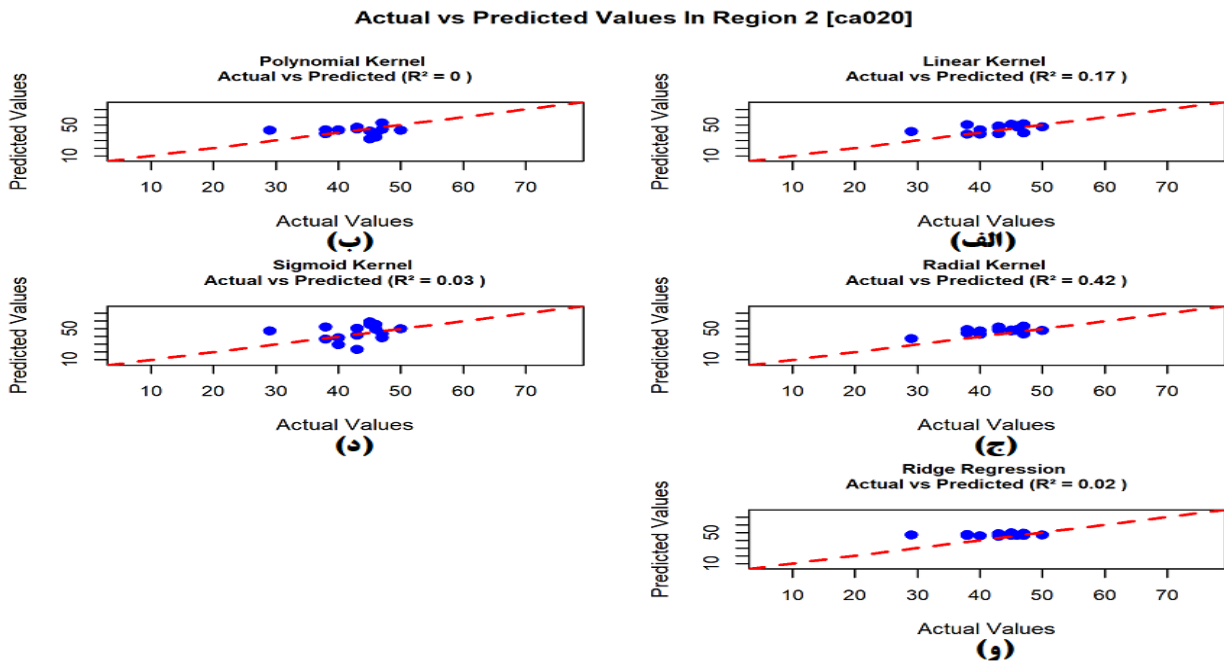 Actual vs Predicted Values In Region 2 [ca020]
Polynomial Kernel
Actual vs Predicted (R² = 0 )
Predicted Values
50
10
10 20 30 40 50 60 70
Actual Values
(ب)
Linear Kernel
Actual vs Predicted (R² = 0.17 )
Predicted Values
50
10
10 20 30 40 50 60 70
Actual Values
(الف)
Sigmoid Kernel
Actual vs Predicted (R² = 0.03 )
Predicted Values
50
10
10 20 30 40 50 60 70
Actual Values
(د)
Radial Kernel
Actual vs Predicted (R² = 0.42 )
Predicted Values
50
10
10 20 30 40 50 60 70
Actual Values
(ج)
Ridge Regression
Actual vs Predicted (R² = 0.02 )
Predicted Values
50
10
10 20 30 40 50 60 70
Actual Values
(و)